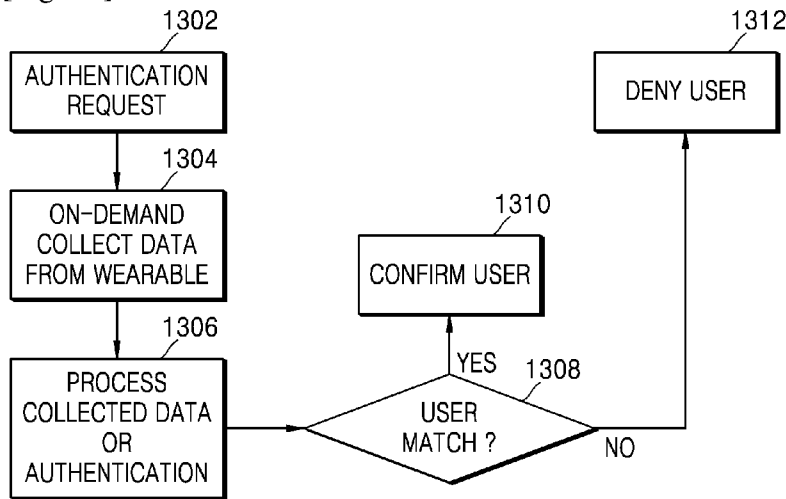 1302
AUTHENTICATION
REQUEST
1304
ON-DEMAND
COLLECT DATA
FROM WEARABLE
1306
PROCESS
COLLECTED DATA
OR
AUTHENTICATION
1308
USER
MATCH ?
YES
1310
CONFIRM USER
NO
1312
DENY USER